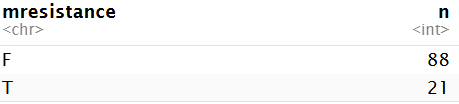 mresistance n
<chr> <int>
F 88
T 21